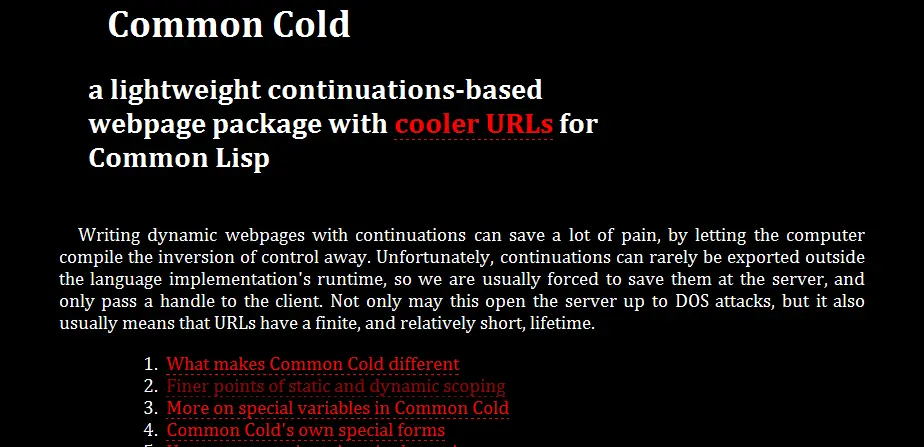 Common Cold
a lightweight continuations-based
webpage package with cooler URLs for
Common Lisp
Writing dynamic webpages with continuations can save a lot of pain, by letting the computer
compile the inversion of control away. Unfortunately, continuations can rarely be exported outside
the language implementation's runtime, so we are usually forced to save them at the server, and
only pass a handle to the client. Not only may this open the server up to DOS attacks, but it also
usually means that URLs have a finite, and relatively short, lifetime.
1. What makes Common Cold different
2. Finer points of static and dynamic scoping
3. More on special variables in Common Cold
4. Common Cold's own special forms